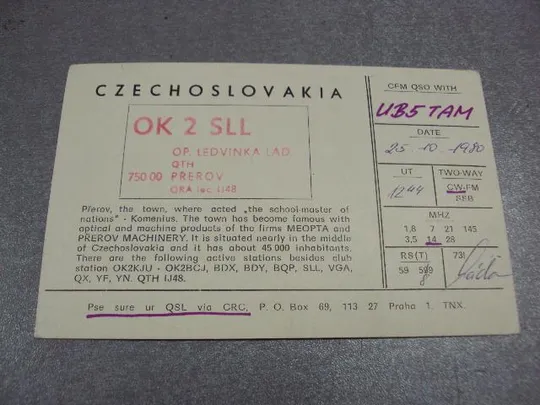 CZECHOSLOVAKIA
OK 2 SLL
OP. LEDVINKA LAD.
QTH
750 00 PŘEROV
OKA loc IJ48
Přerov, the town, where acted „the school-master of
nations" - Komenius. The town has become famous with
optical and machine products of the firms MEOPTA and
PŘEROV MACHINERY. It is situated nearly in the middle
of Czechoslovakia and it has about 45 000 inhabitants.
There are the following active stations besides club
station OK2KJU - OK2BCJ, BDX, BDY, BQP, SLL, VGA,
QX, YF, YN. QTH IJ48.
Pse sure ur QSL via CRC, P. O. Box 69, 113 27 Praha 1. TNX.
CFM QSO WITH
UB5TAM
DATE
25. 10. 1980
UT TWO-WAY
1244 CW-FM
SSB
MHZ
1,8 7 21 145
3,5 14 28
RS(T) 73!
59 599
8